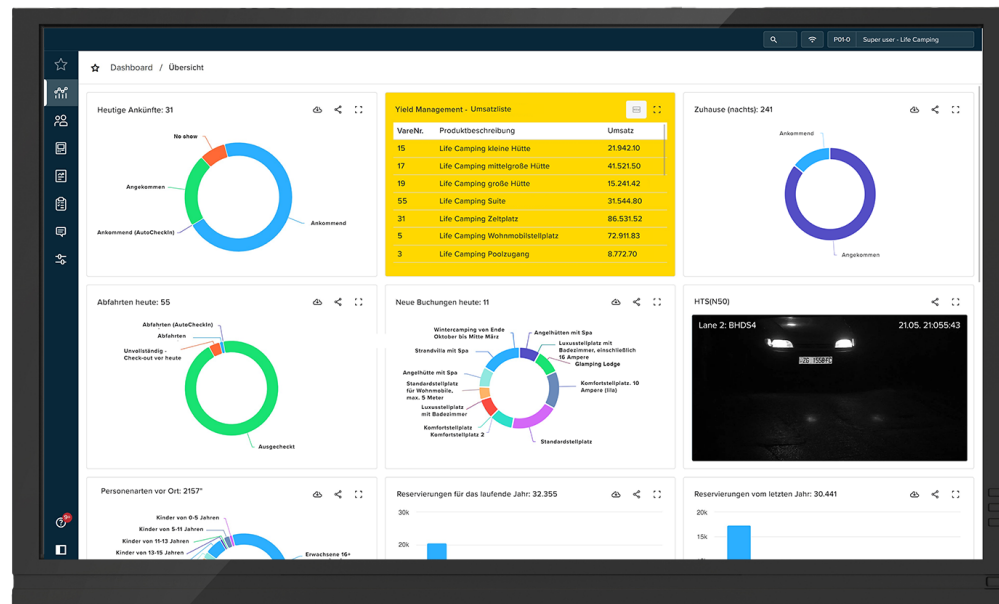 P01-0 Super user - Life Camping
Dashboard / Übersicht
Heutige Ankünfte: 31
No show
Angekommen
Ankommend (AutoCheckIn)
Ankommend
Yield Management - Umsatzliste
VareNr. Produktbeschreibung Umsatz
15 Life Camping kleine Hütte 21.942.10
17 Life Camping mittelgroße Hütte 41.521.50
19 Life Camping große Hütte 15.241.42
55 Life Camping Suite 31.544.80
31 Life Camping Zeltplatz 86.531.52
5 Life Camping Wohnmobilstellplatz 72.911.83
3 Life Camping Poolzugang 8.772.70
Zuhause (nachts): 241
Ankommend
Angekommen
Abfahrten heute: 55
Abfahrten (AutoCheckIn)
Abfahrten
Unvollständig -
Check-out vor heute
Ausgecheckt
Neue Buchungen heute: 11
Wintercamping von Ende
Oktober bis Mitte März
Strandvilla mit Spa
Angelhütte mit Spa
Standardstellplatz
für Wohnmobile,
max. 5 Meter
Luxusstellplatz
mit Badezimmer
Komfortstellplatz
Komfortstellplatz 2
Angelhütten mit Spa
Luxusstellplatz mit
Badezimmer, einschließlich
16 Ampere
Glamping Lodge
Komfortstellplatz. 10
Ampere (lila)
Standardstellplatz
HTS(N50)
Lane 2: BHDS4 21.05. 21:055:43
Personenarten vor Ort: 2157"
Kinder von 0-5 Jahren
Kinder von 5-11 Jahren
Kinder von 11-13 Jahren
Kinder von 13-15 Jahren
Erwachsene 16+
Reservierungen für das laufende Jahr: 32.355
30k
20k
Reservierungen vom letzten Jahr: 30.441
20k
15k